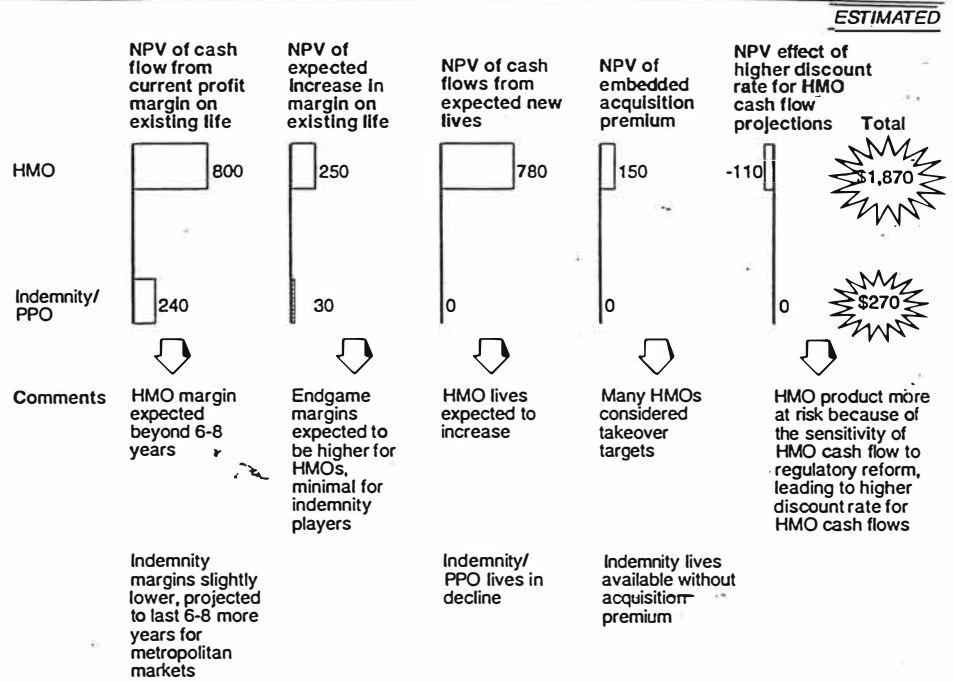 ESTIMATED
NPV of cash
flow from
current profit
margin on
existing life
NPV of
expected
increase in
margin on
existing life
NPV of cash
flows from
expected new
lives
NPV of
embedded
acquisition
premium
NPV effect of
higher discount
rate for HMO
cash flow
projections
Total
HMO
800
250
780
150
-110
$1,870
Indemnity/
PPO
240
30
0
0
0
$270
Comments
HMO margin
expected
beyond 6-8
years
Endgame
margins
expected to
be higher for
HMOs,
minimal for
indemnity
players
HMO lives
expected to
increase
Many HMOs
considered
takeover
targets
HMO product more
at risk because of
the sensitivity of
HMO cash flow to
regulatory reform,
leading to higher
discount rate for
HMO cash flows
Indemnity
margins slightly
lower, projected
to last 6-8 more
years for
metropolitan
markets
Indemnity/
PPO lives in
decline
Indemnity lives
available without
acquisition
premium